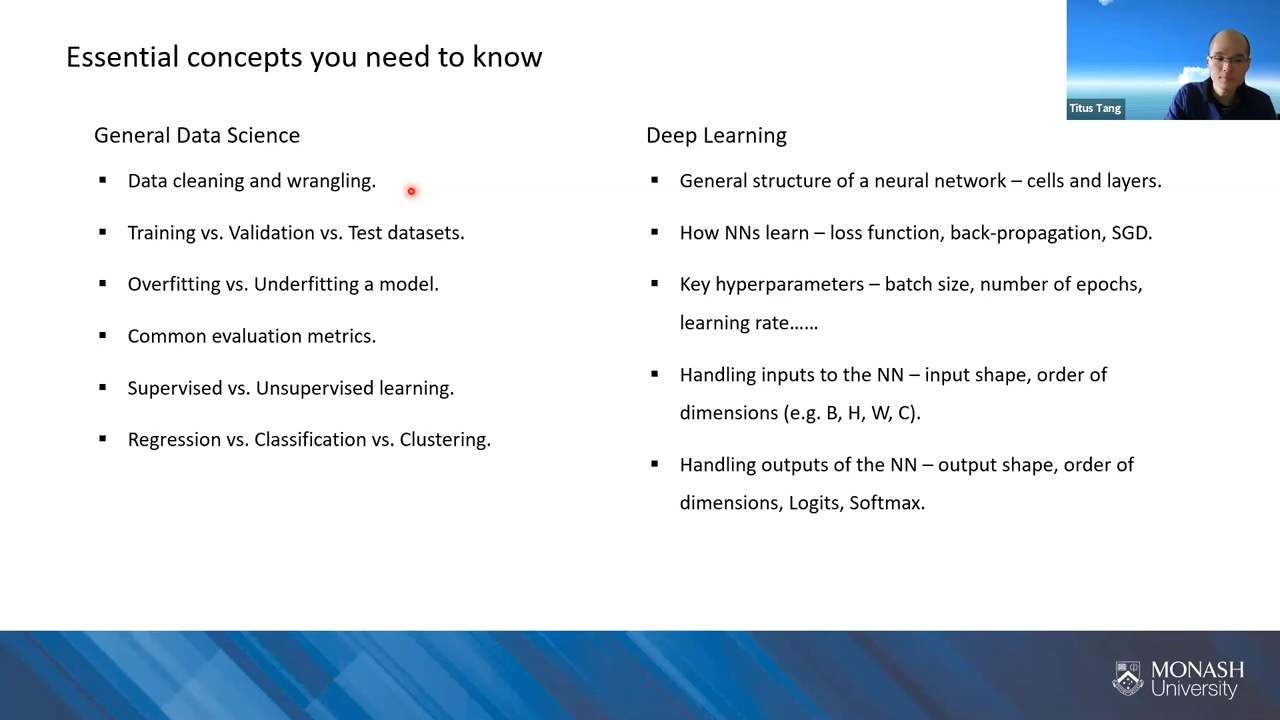 Essential concepts you need to know
Titus Tang
General Data Science
▪ Data cleaning and wrangling.
▪ Training vs. Validation vs. Test datasets.
▪ Overfitting vs. Underfitting a model.
▪ Common evaluation metrics.
▪ Supervised vs. Unsupervised learning.
▪ Regression vs. Classification vs. Clustering.
Deep Learning
▪ General structure of a neural network – cells and layers.
▪ How NNs learn – loss function, back-propagation, SGD.
▪ Key hyperparameters – batch size, number of epochs,
learning rate……
▪ Handling inputs to the NN – input shape, order of
dimensions (e.g. B, H, W, C).
▪ Handling outputs of the NN – output shape, order of
dimensions, Logits, Softmax.
MONASH
University